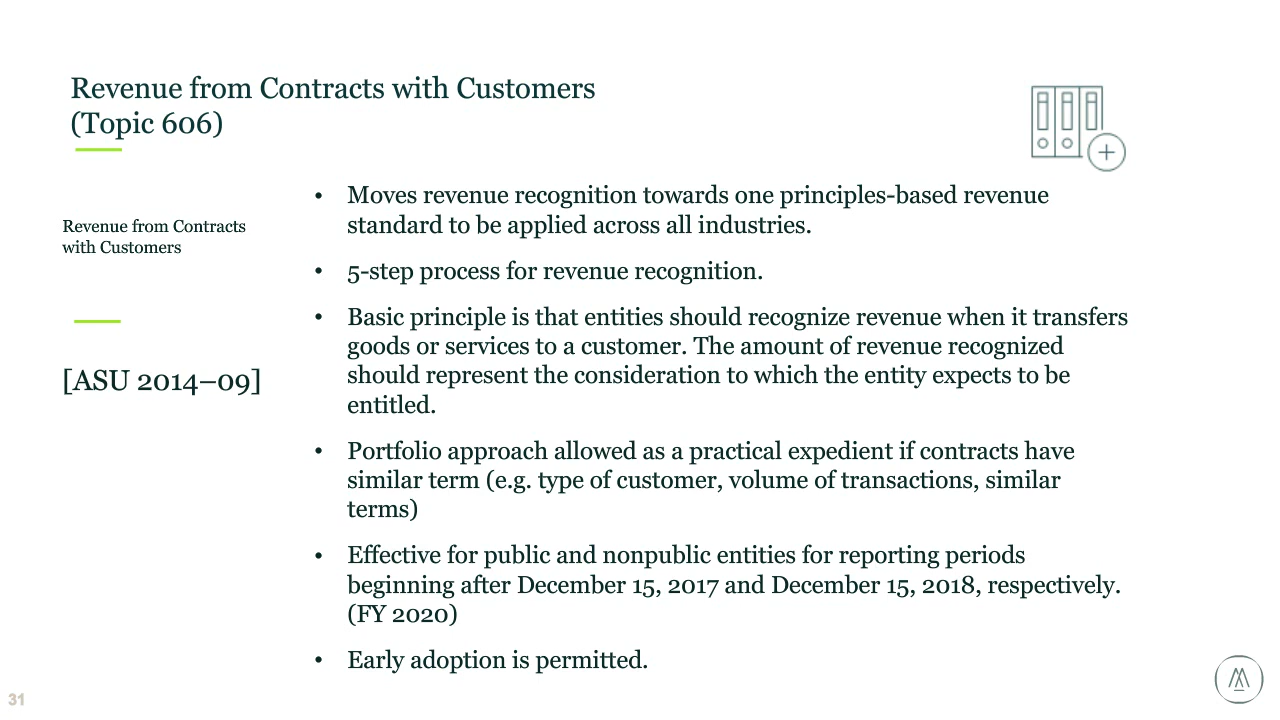 Revenue from Contracts with Customers
(Topic 606)
Revenue from Contracts
with Customers
[ASU 2014–09]
• Moves revenue recognition towards one principles-based revenue
standard to be applied across all industries.
• 5-step process for revenue recognition.
• Basic principle is that entities should recognize revenue when it transfers
goods or services to a customer. The amount of revenue recognized
should represent the consideration to which the entity expects to be
entitled.
• Portfolio approach allowed as a practical expedient if contracts have
similar term (e.g. type of customer, volume of transactions, similar
terms)
• Effective for public and nonpublic entities for reporting periods
beginning after December 15, 2017 and December 15, 2018, respectively.
(FY 2020)
• Early adoption is permitted.
31